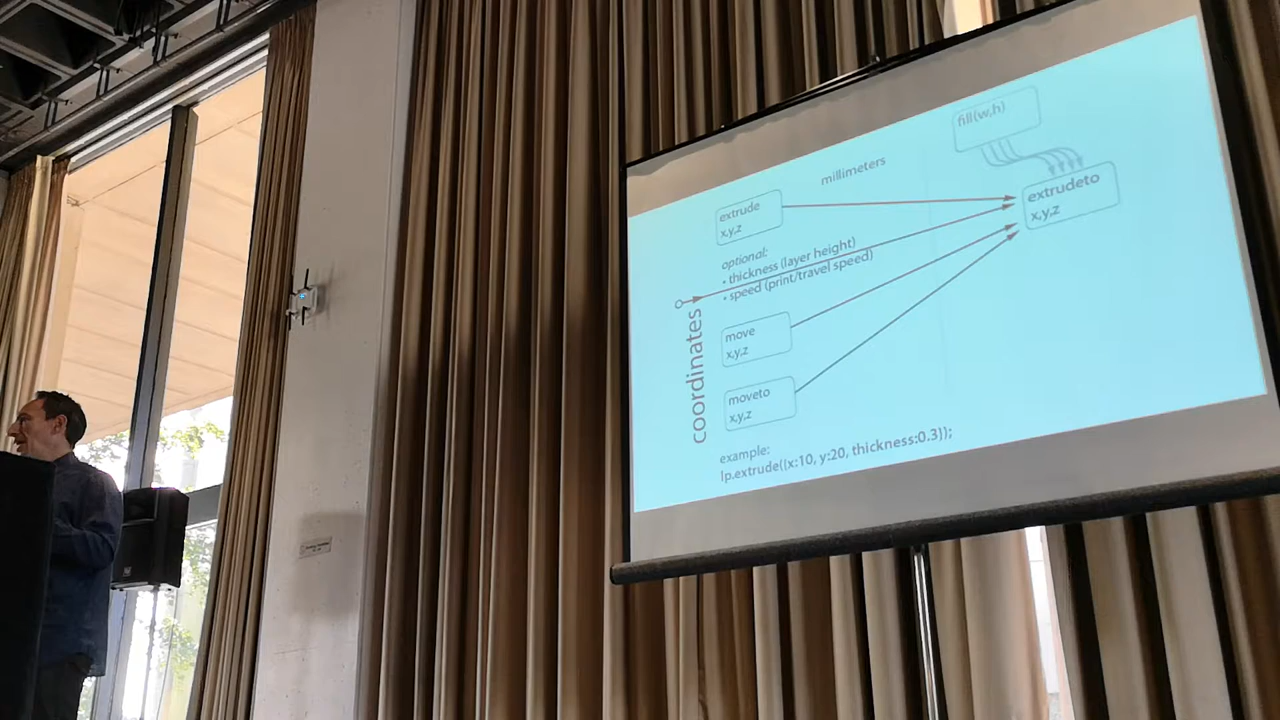 fill(w,h)
millimeters
extrudeto
x,y,z
extrude
x,y,z
optional:
• thickness (layer height)
• speed (print/travel speed)
coordinates
move
x,y,z
moveto
x,y,z
example:
lp.extrude({x:10, y:20, thickness:0.3});